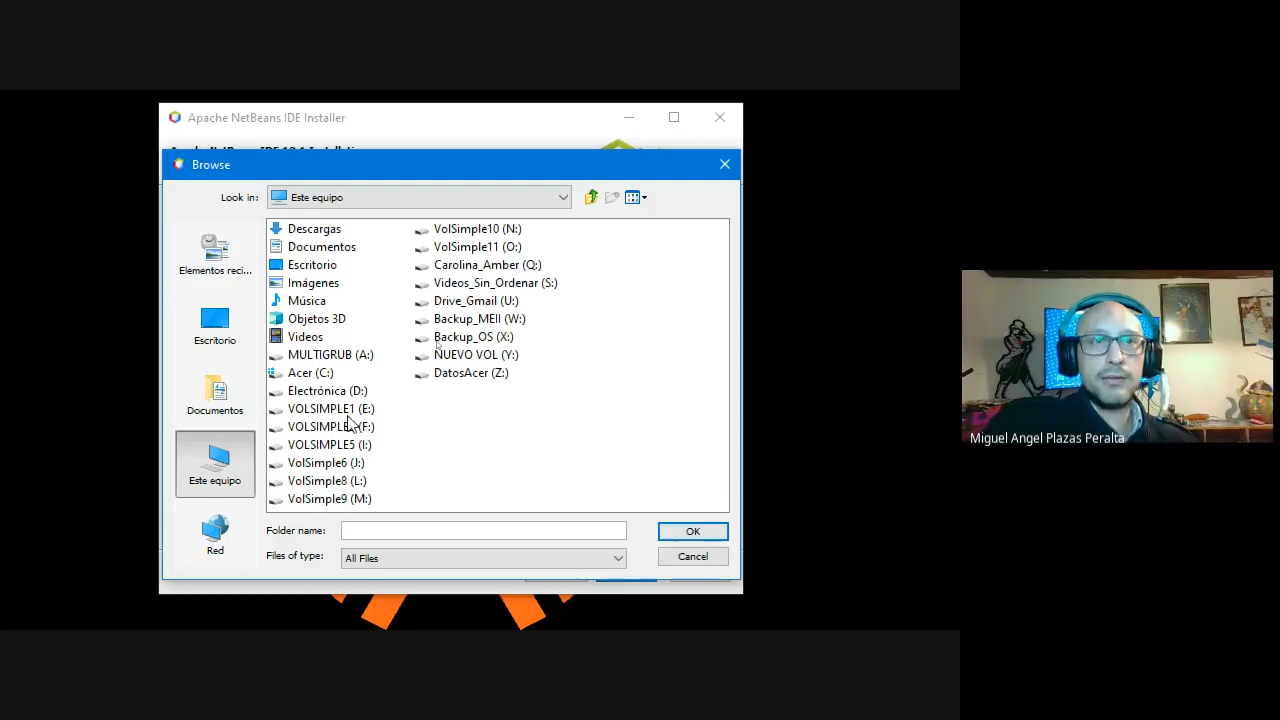 Apache NetBeans IDE Installer
Browse
Look in:
Este equipo
Elementos reci...
Escritorio
Documentos
Este equipo
Red
Descargas
Documentos
Escritorio
Imágenes
Música
Objetos 3D
Videos
MULTIGRUB (A:)
Acer (C:)
Electrónica (D:)
VOLSIMPLE1 (E:)
(F:)
VOLSIMPLE5 (I:)
VolSimple6 (J:)
VolSimple8 (L:)
VolSimple9 (M:)
VolSimple10 (N:)
VolSimple11 (O:)
Carolina_Amber (Q:)
Videos_Sin_Ordenar (S:)
Drive_Gmail (U:)
Backup_MEII (W:)
Backup_OS (X:)
NUEVO VOL (Y:)
DatosAcer (Z:)
Folder name:
OK
Files of type:
All Files
Cancel
Miguel Angel Plazas Peralta